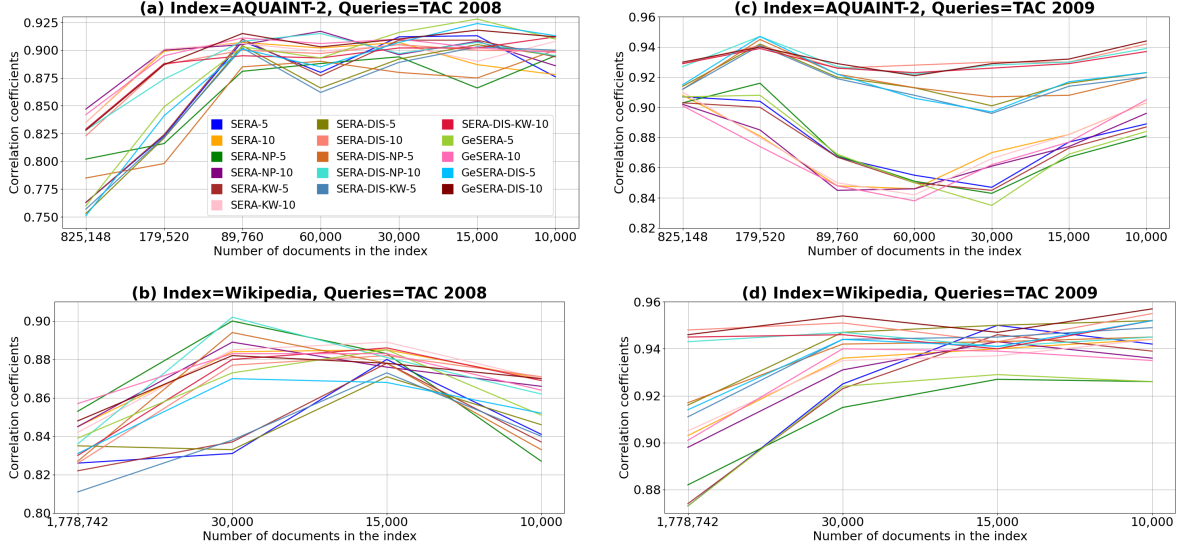 (a) Index=AQUAINT-2, Queries=TAC 2008
Correlation coefficients
0.925
0.900
0.875
0.850
0.825
0.800
0.775
0.750
SERA-5
SERA-10
SERA-NP-5
SERA-NP-10
SERA-KW-5
SERA-KW-10
SERA-DIS-5
SERA-DIS-10
SERA-DIS-NP-5
SERA-DIS-NP-10
SERA-DIS-KW-5
SERA-DIS-KW-10
GeSERA-5
GeSERA-10
GeSERA-DIS-5
GeSERA-DIS-10
825,148 179,520 89,760 60,000 30,000 15,000 10,000
Number of documents in the index
(c) Index=AQUAINT-2, Queries=TAC 2009
Correlation coefficients
0.96
0.94
0.92
0.90
0.88
0.86
0.84
0.82
825,148 179,520 89,760 60,000 30,000 15,000 10,000
Number of documents in the index
(b) Index=Wikipedia, Queries=TAC 2008
Correlation coefficients
0.90
0.88
0.86
0.84
0.82
0.80
1,778,742 30,000 15,000 10,000
Number of documents in the index
(d) Index=Wikipedia, Queries=TAC 2009
Correlation coefficients
0.96
0.94
0.92
0.90
0.88
1,778,742 30,000 15,000 10,000
Number of documents in the index